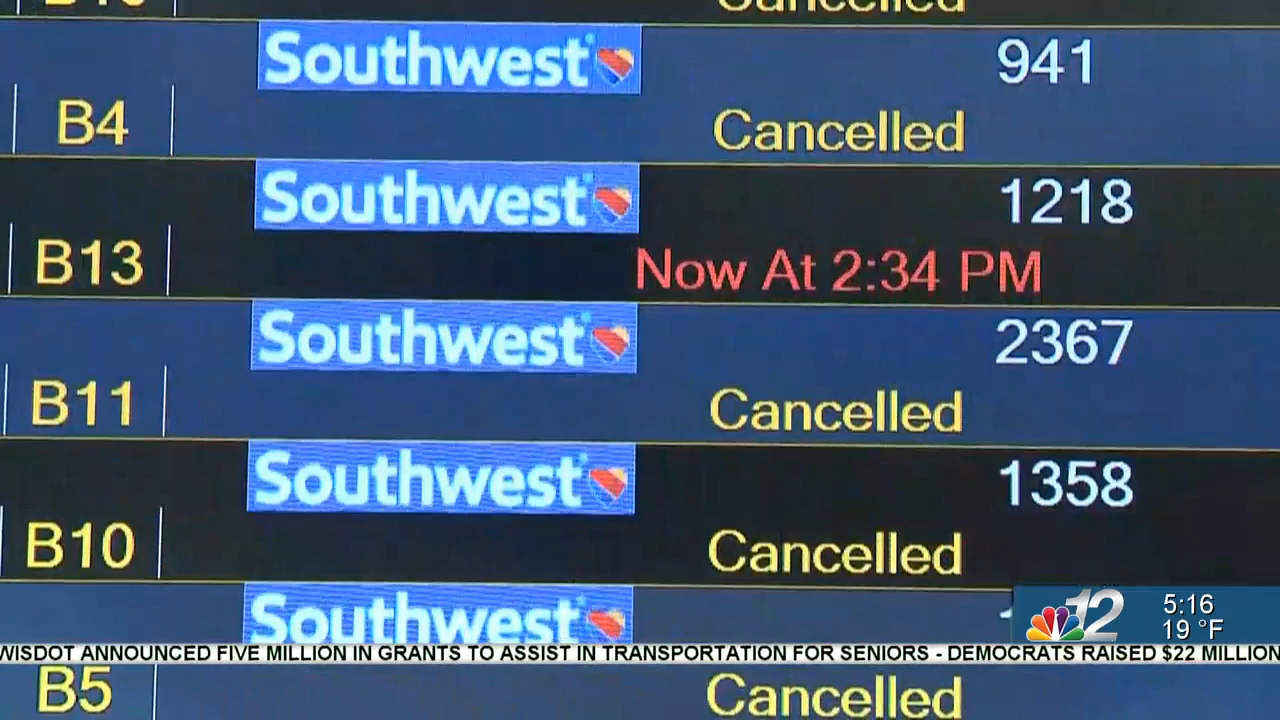 Cancelled
Southwest 941
B4 Cancelled
Southwest 1218
B13 Now At 2:34 PM
Southwest 2367
B11 Cancelled
Southwest 1358
B10 Cancelled
Southwest
12 5:16
19 °F
WISDOT ANNOUNCED FIVE MILLION IN GRANTS TO ASSIST IN TRANSPORTATION FOR SENIORS - DEMOCRATS RAISED $22 MILLION
B5 Cancelled